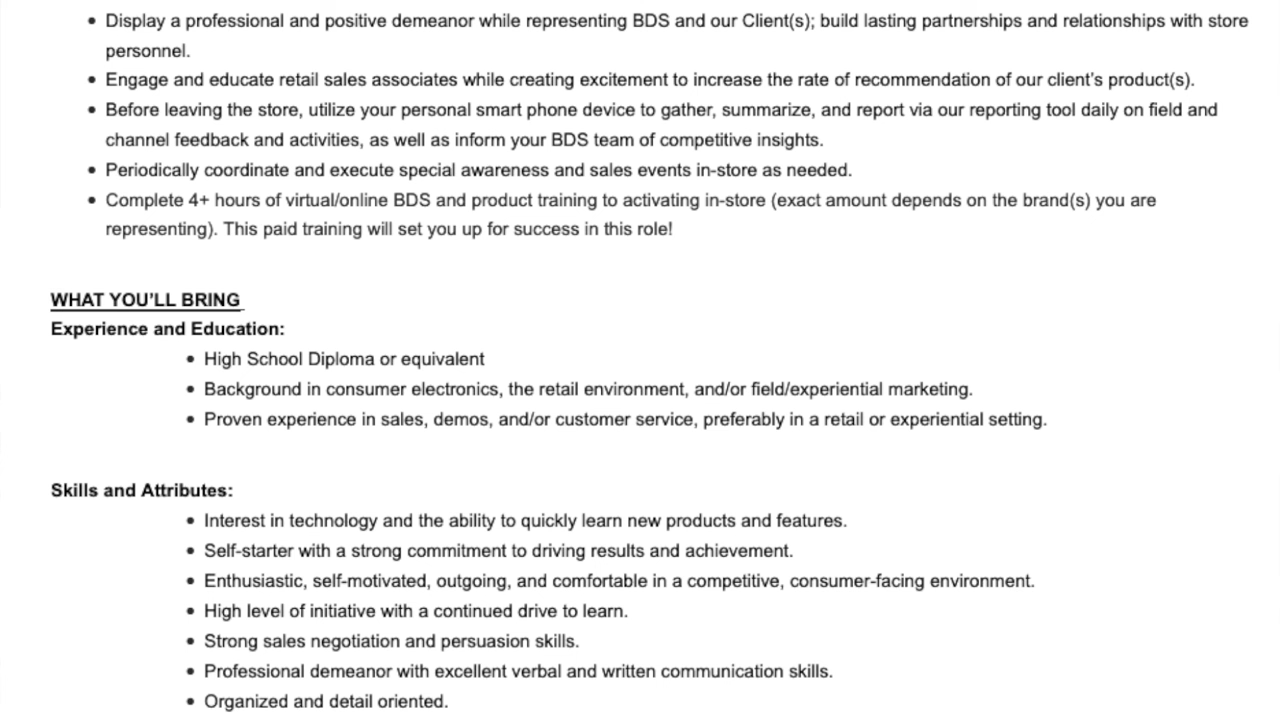 • Display a professional and positive demeanor while representing BDS and our Client(s); build lasting partnerships and relationships with store
personnel.
• Engage and educate retail sales associates while creating excitement to increase the rate of recommendation of our client's product(s).
• Before leaving the store, utilize your personal smart phone device to gather, summarize, and report via our reporting tool daily on field and
channel feedback and activities, as well as inform your BDS team of competitive insights.
• Periodically coordinate and execute special awareness and sales events in-store as needed.
• Complete 4+ hours of virtual/online BDS and product training to activating in-store (exact amount depends on the brand(s) you are
representing). This paid training will set you up for success in this role!
WHAT YOU'LL BRING
Experience and Education:
• High School Diploma or equivalent
• Background in consumer electronics, the retail environment, and/or field/experiential marketing.
• Proven experience in sales, demos, and/or customer service, preferably in a retail or experiential setting.
Skills and Attributes:
• Interest in technology and the ability to quickly learn new products and features.
• Self-starter with a strong commitment to driving results and achievement.
• Enthusiastic, self-motivated, outgoing, and comfortable in a competitive, consumer-facing environment.
• High level of initiative with a continued drive to learn.
• Strong sales negotiation and persuasion skills.
• Professional demeanor with excellent verbal and written communication skills.
• Organized and detail oriented.